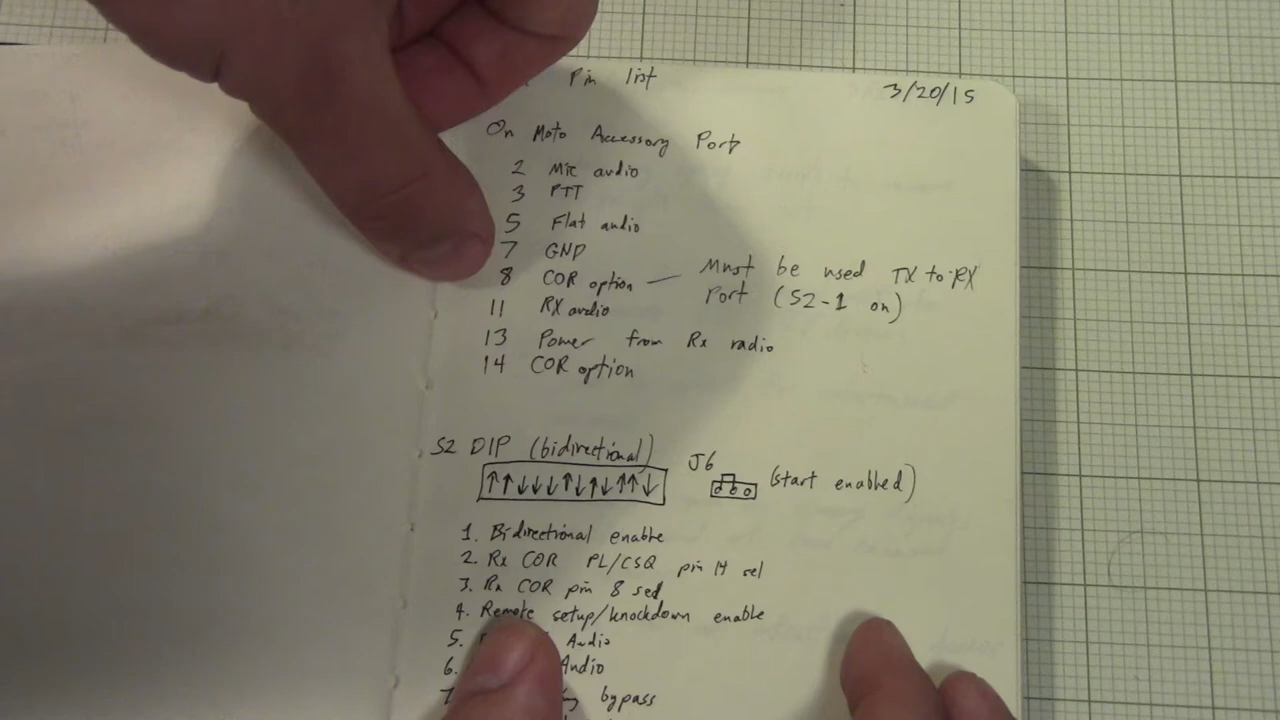 Pin list
3/20/15
On Moto Accessory Port
2 Mic audio
3 PTT
5 Flat audio
7 GND
8 COR option — Must be used TX to RX
Port (S2-1 on)
11 RX audio
13 Power from Rx radio
14 COR option
S2 DIP (bidirectional)
↑↑↓↓↓↑↓↑↓↑↑↓
J6
(start enabled)
1. Bidirectional enable
2. Rx COR PL/CSQ pin 14 sel
3. Rx COR pin 8 sel
4. Remote setup/knockdown enable
5. Audio
6. Audio
7 bypass